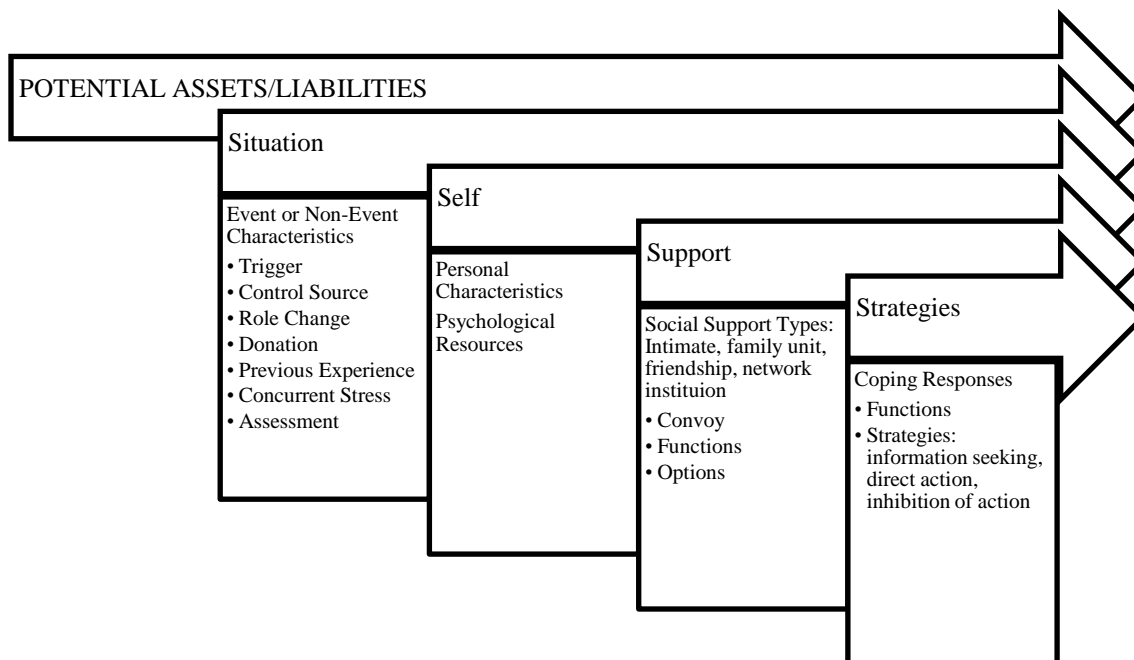 POTENTIAL ASSETS/LIABILITIES
Situation
Event or Non-Event
Characteristics
• Trigger
• Control Source
• Role Change
• Donation
• Previous Experience
• Concurrent Stress
• Assessment
Self
Personal
Characteristics
Psychological
Resources
Support
Social Support Types:
Intimate, family unit,
friendship, network
instituion
• Convoy
• Functions
• Options
Strategies
Coping Responses
• Functions
• Strategies:
information seeking,
direct action,
inhibition of action